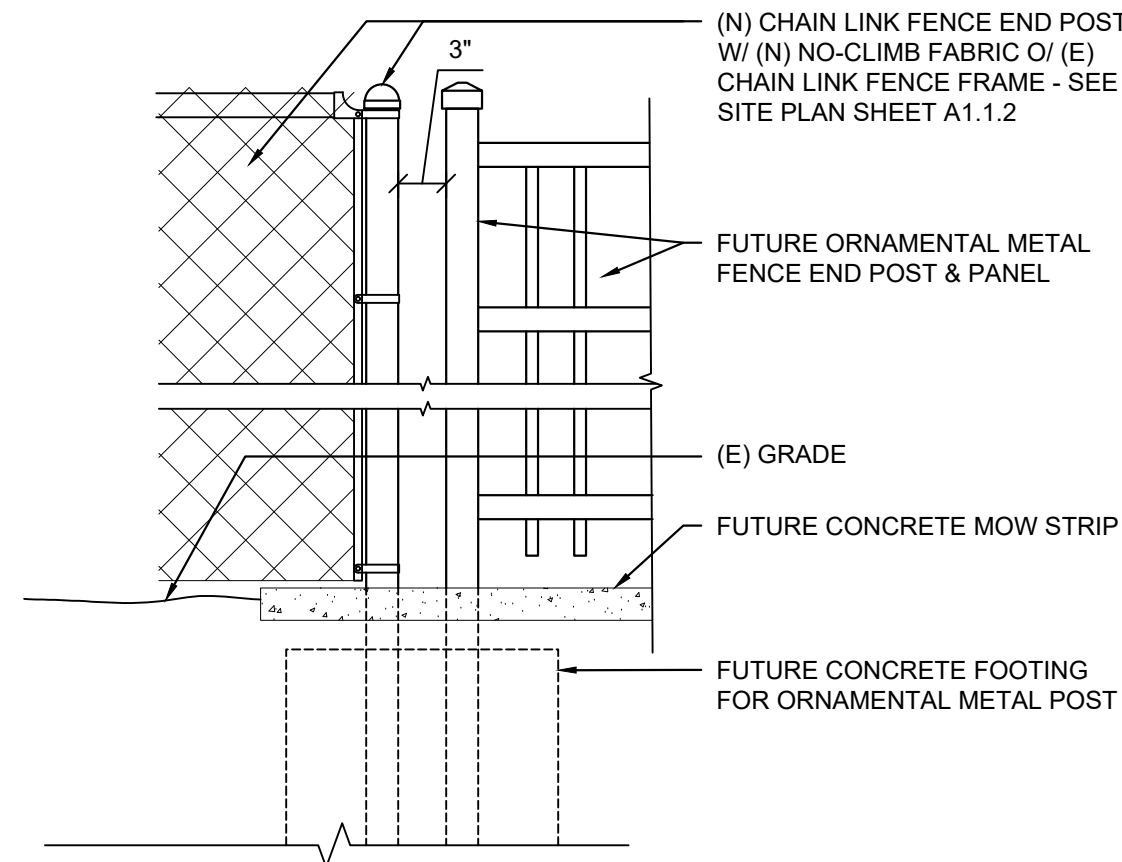 (N) CHAIN LINK FENCE END POST
W/ (N) NO-CLIMB FABRIC O/ (E)
CHAIN LINK FENCE FRAME - SEE
SITE PLAN SHEET A1.1.2
3"
FUTURE ORNAMENTAL METAL
FENCE END POST & PANEL
(E) GRADE
FUTURE CONCRETE MOW STRIP
FUTURE CONCRETE FOOTING
FOR ORNAMENTAL METAL POST